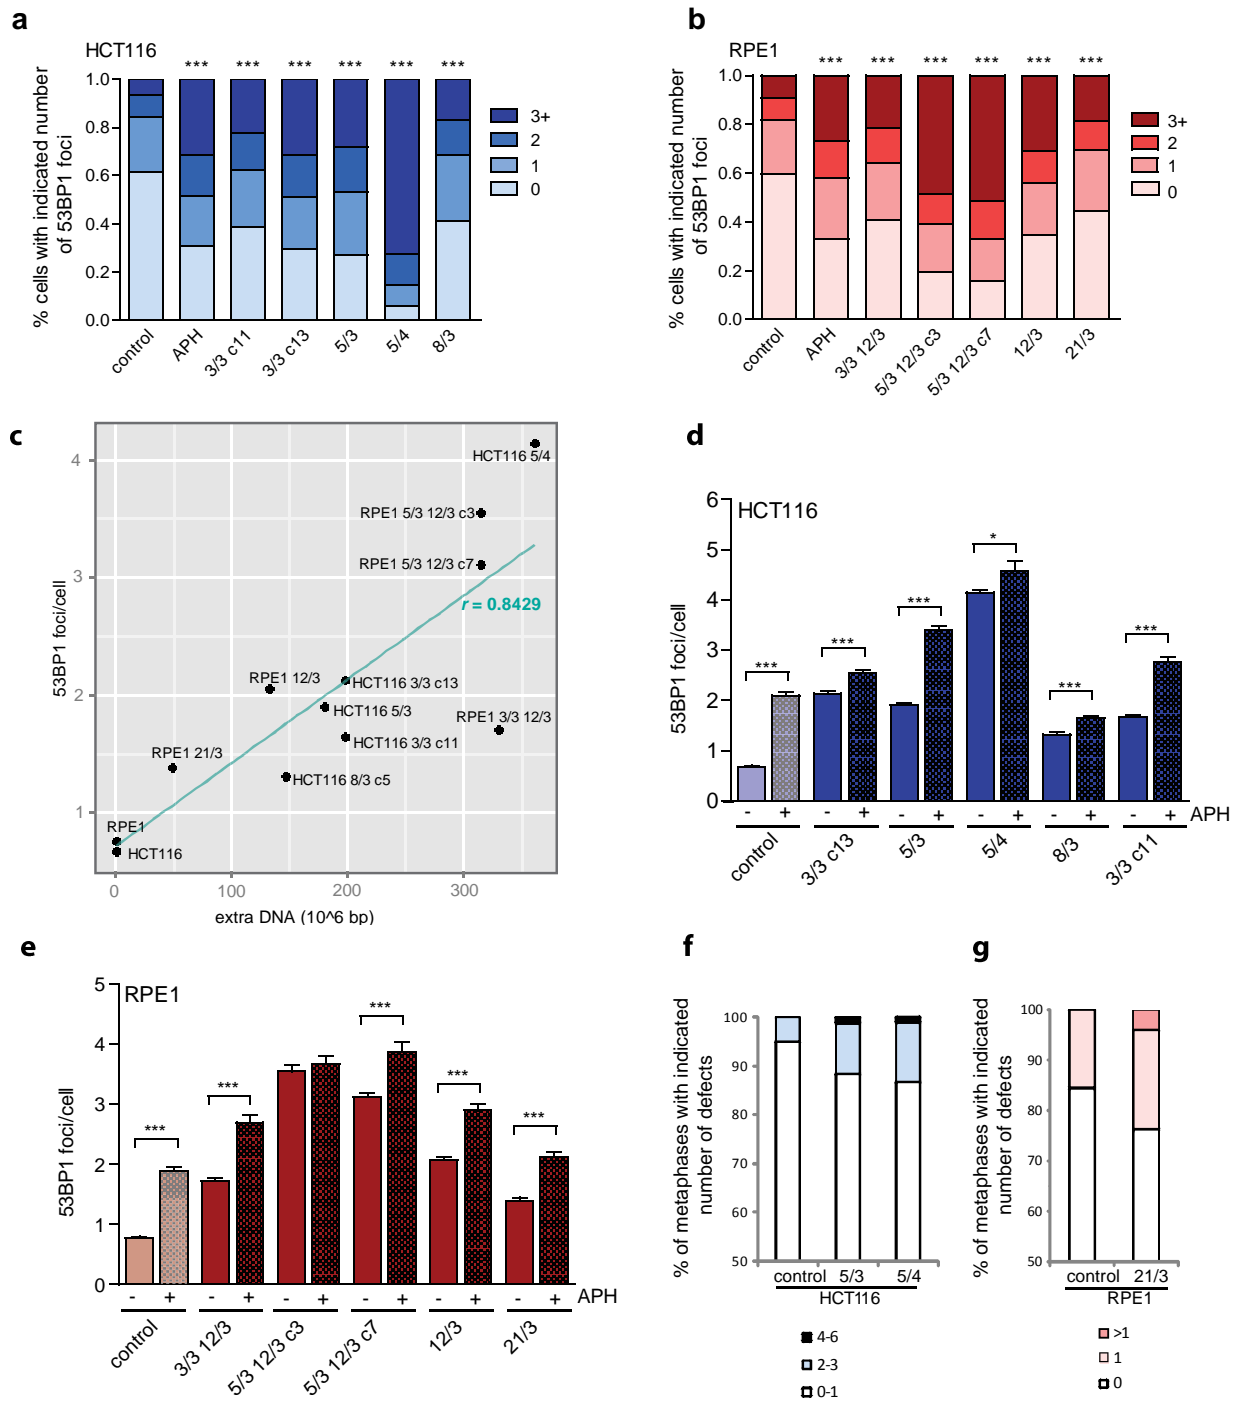 a
HCT116
% cells with indicated number
of 53BP1 foci
*** *** *** *** *** ***
1.0
0.8
0.6
0.4
0.2
0.0
control APH 3/3 c11 3/3 c13 5/3 5/4 8/3
3+
2
1
0
b
RPE1
% cells with indicated number
of 53BP1 foci
*** *** *** *** *** ***
1.0
0.8
0.6
0.4
0.2
0.0
control APH 3/3 12/3 5/3 12/3 c3 5/3 12/3 c7 12/3 21/3
3+
2
1
0
c
53BP1 foci/cell
4
3
2
1
HCT116 5/4
RPE1 5/3 12/3 c3
RPE1 5/3 12/3 c7
r = 0.8429
RPE1 12/3
HCT116 3/3 c13
HCT116 5/3
RPE1 3/3 12/3
HCT116 3/3 c11
RPE1 21/3
HCT116 8/3 c5
RPE1
HCT116
0 100 200 300
extra DNA (10^6 bp)
d
HCT116
53BP1 foci/cell
6
5
4
3
2
1
0
*** *** *** * *** ***
- + - + - + - + - + - + APH
control 3/3 c13 5/3 5/4 8/3 3/3 c11
e
RPE1
53BP1 foci/cell
5
4
3
2
1
0
*** *** *** *** ***
- + - + - + - + - + - + APH
control 3/3 12/3 5/3 12/3 c3 5/3 12/3 c7 12/3 21/3
f
% of metaphases with indicated
number of defects
100
90
80
70
60
50
control 5/3 5/4
HCT116
4-6
2-3
0-1
g
% of metaphases with indicated
number of defects
100
90
80
70
60
50
control 21/3
RPE1
>1
1
0